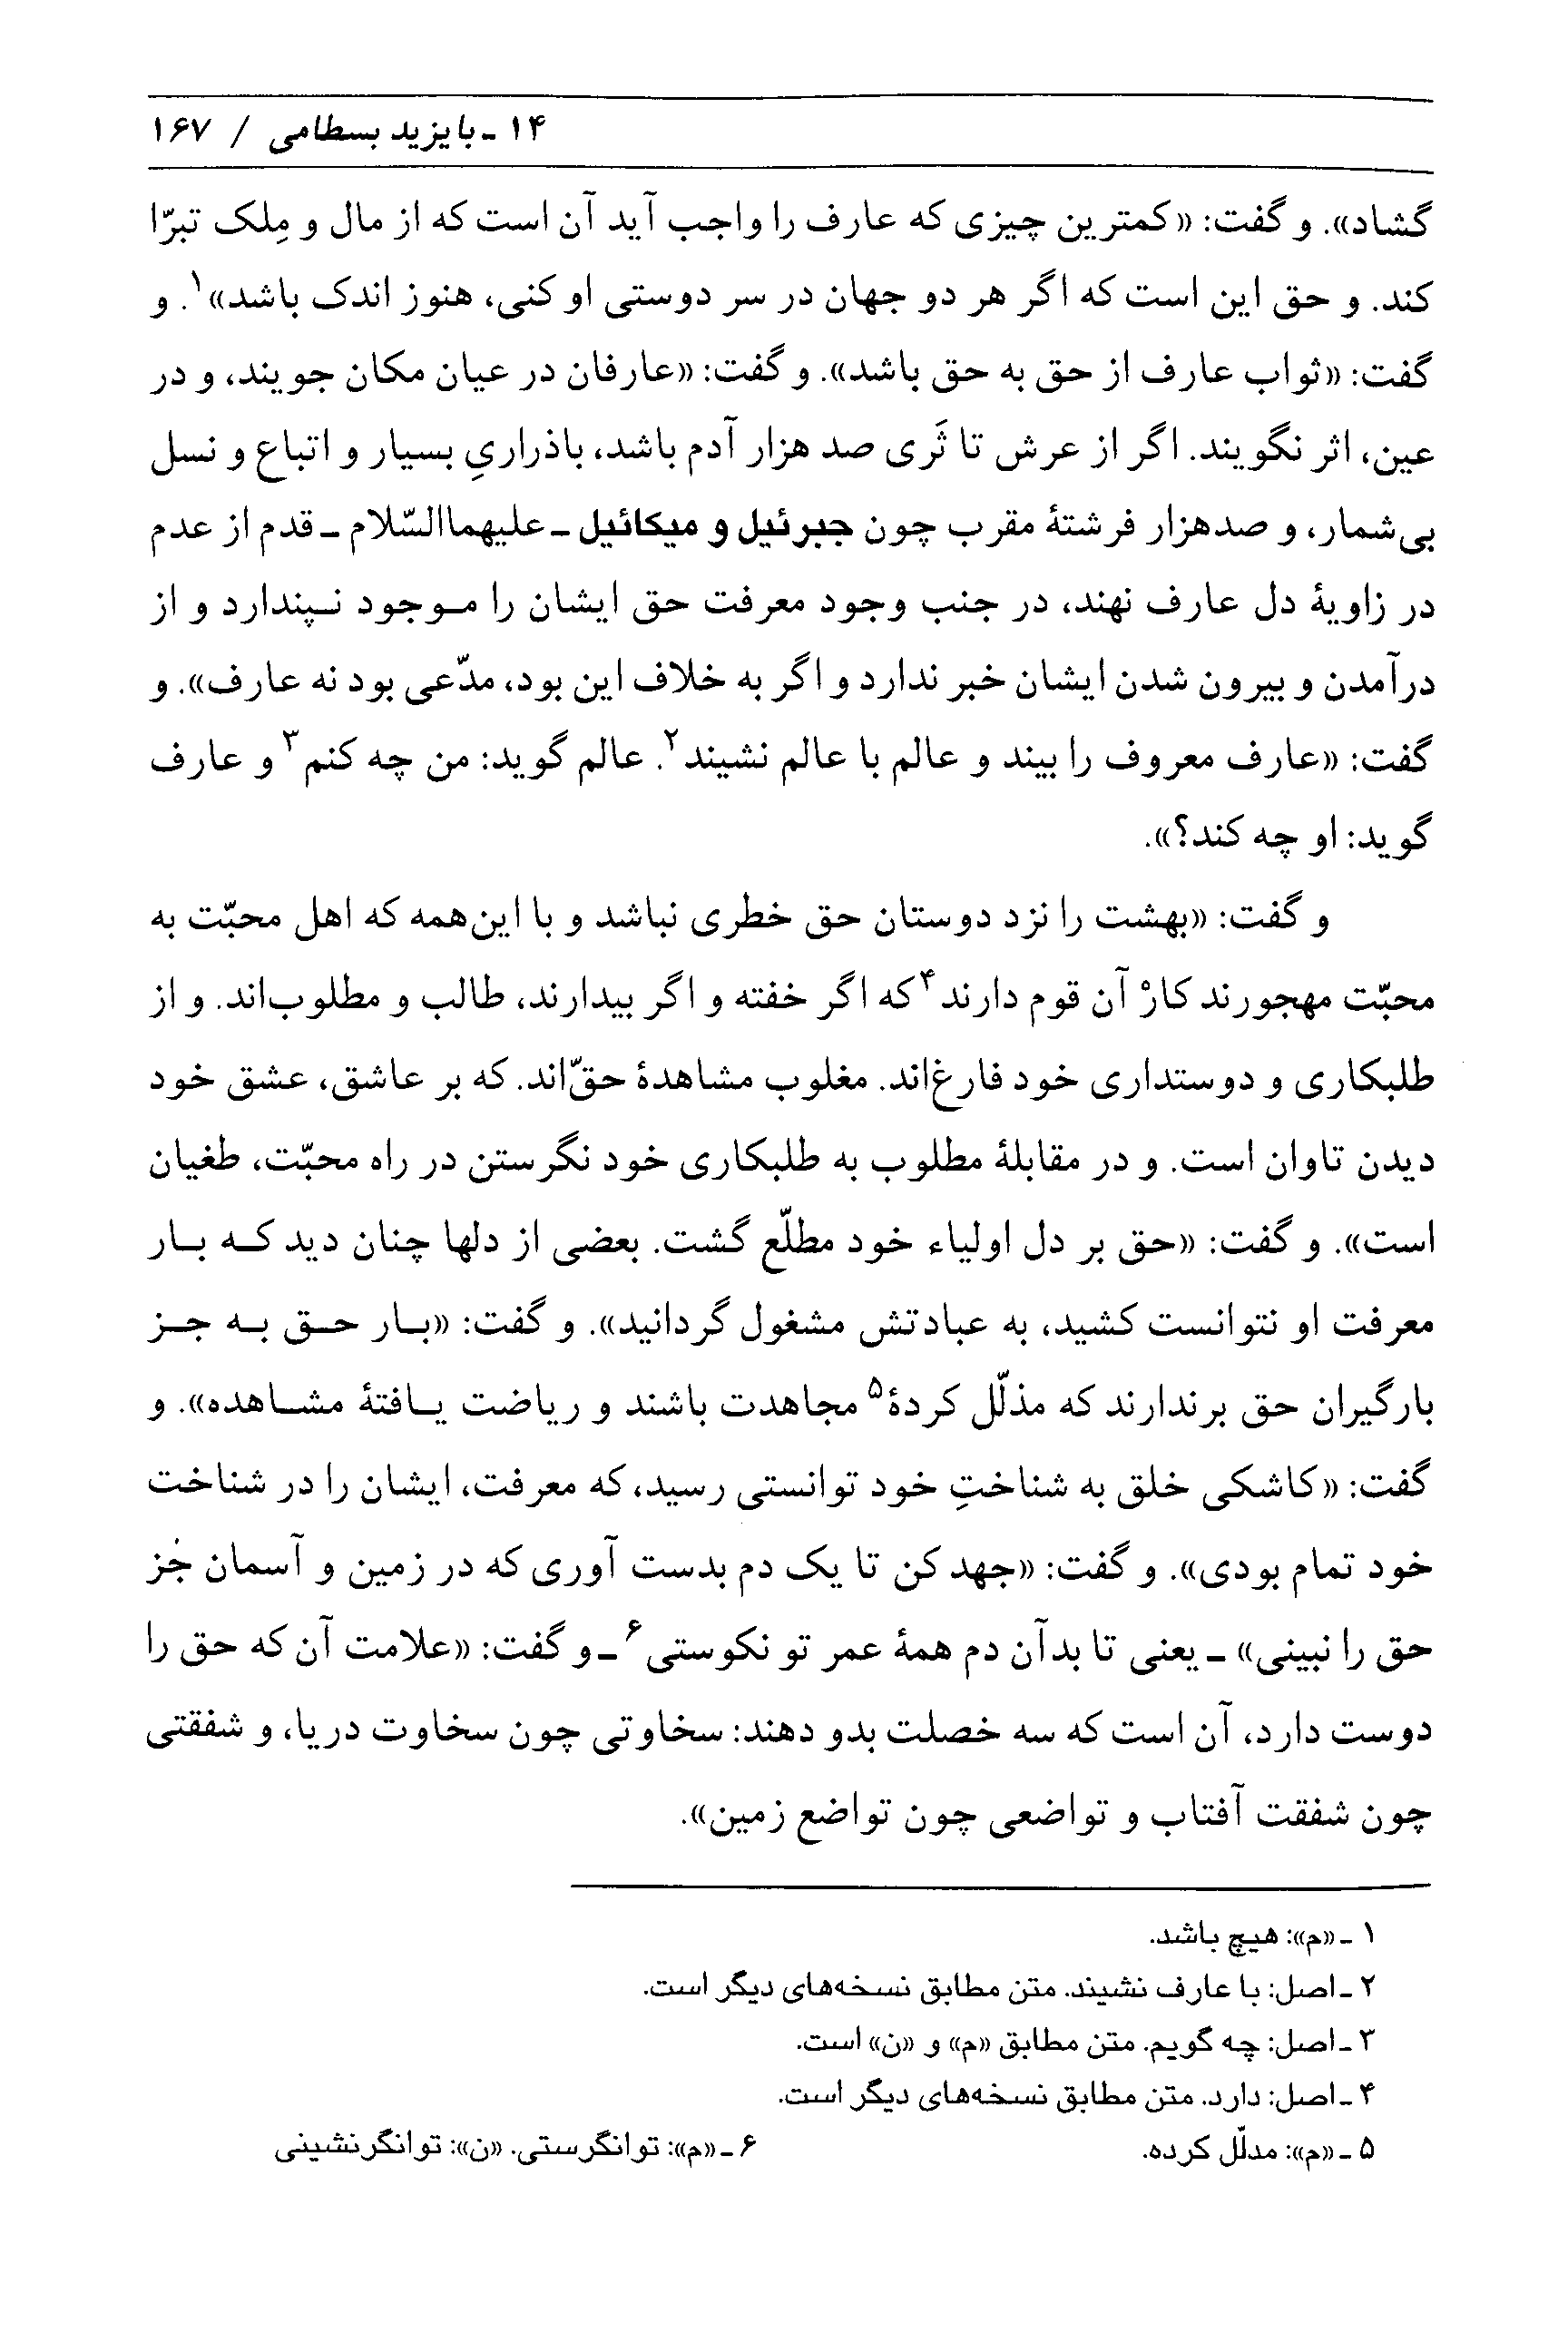 ۱۴ ـ بایزید بسطامی / ۱۶۷
گشاد». و گفت: «کمترین چیزی که عارف را واجب آید آن است که از مال و مِلک تبرّا
کند. و حق این است که اگر هر دو جهان در سر دوستی او کنی، هنوز اندک باشد»۱. و
گفت: «ثواب عارف از حق به حق باشد». و گفت: «عارفان در عیان مکان جویند، و در
عین، اثر نگویند. اگر از عرش تا ثَری صد هزار آدم باشد، باذراریِ بسیار و اتباع و نسل
بی‌شمار، و صدهزار فرشتهٔ مقرب چون جبرئیل و میکائیل ـ علیهماالسّلام ـ قدم از عدم
در زاویهٔ دل عارف نهند، در جنب وجود معرفت حق ایشان را موجود نپندارد و از
درآمدن و بیرون شدن ایشان خبر ندارد و اگر به خلاف این بود، مدّعی بود نه عارف». و
گفت: «عارف معروف را بیند و عالم با عالم نشیند۲. عالم گوید: من چه کنم۳ و عارف
گوید: او چه کند؟».
و گفت: «بهشت را نزد دوستان حق خطری نباشد و با این‌همه که اهل محبّت به
محبّت مهجورند کارْ آن قوم دارند۴ که اگر خفته و اگر بیدارند، طالب و مطلوب‌اند. و از
طلبکاری و دوستداری خود فارغ‌اند. مغلوب مشاهدهٔ حقّ‌اند. که بر عاشق، عشق خود
دیدن تاوان است. و در مقابلهٔ مطلوب به طلبکاری خود نگرستن در راه محبّت، طغیان
است». و گفت: «حق بر دل اولیاء خود مطلّع گشت. بعضی از دلها چنان دید که بار
معرفت او نتوانست کشید، به عبادتش مشغول گردانید». و گفت: «بار حق به جز
بارگیران حق برندارند که مذلّل کردهٔ۵ مجاهدت باشند و ریاضت یافتهٔ مشاهده». و
گفت: «کاشکی خلق به شناختِ خود توانستی رسید، که معرفت، ایشان را در شناخت
خود تمام بودی». و گفت: «جهد کن تا یک دم بدست آوری که در زمین و آسمان جُز
حق را نبینی» ـ یعنی تا بدآن دم همهٔ عمر تو نکوستی۶ ـ و گفت: «علامت آن که حق را
دوست دارد، آن است که سه خصلت بدو دهند: سخاوتی چون سخاوت دریا، و شفقتی
چون شفقت آفتاب و تواضعی چون تواضع زمین».
۱ ـ «م»: هیچ باشد.
۲ ـ اصل: با عارف نشیند. متن مطابق نسخه‌های دیگر است.
۳ ـ اصل: چه گویم. متن مطابق «م» و «ن» است.
۴ ـ اصل: دارد. متن مطابق نسخه‌های دیگر است.
۵ ـ «م»: مدلّل کرده. ۶ ـ «م»: توانگرستی. «ن»: توانگرنشینی